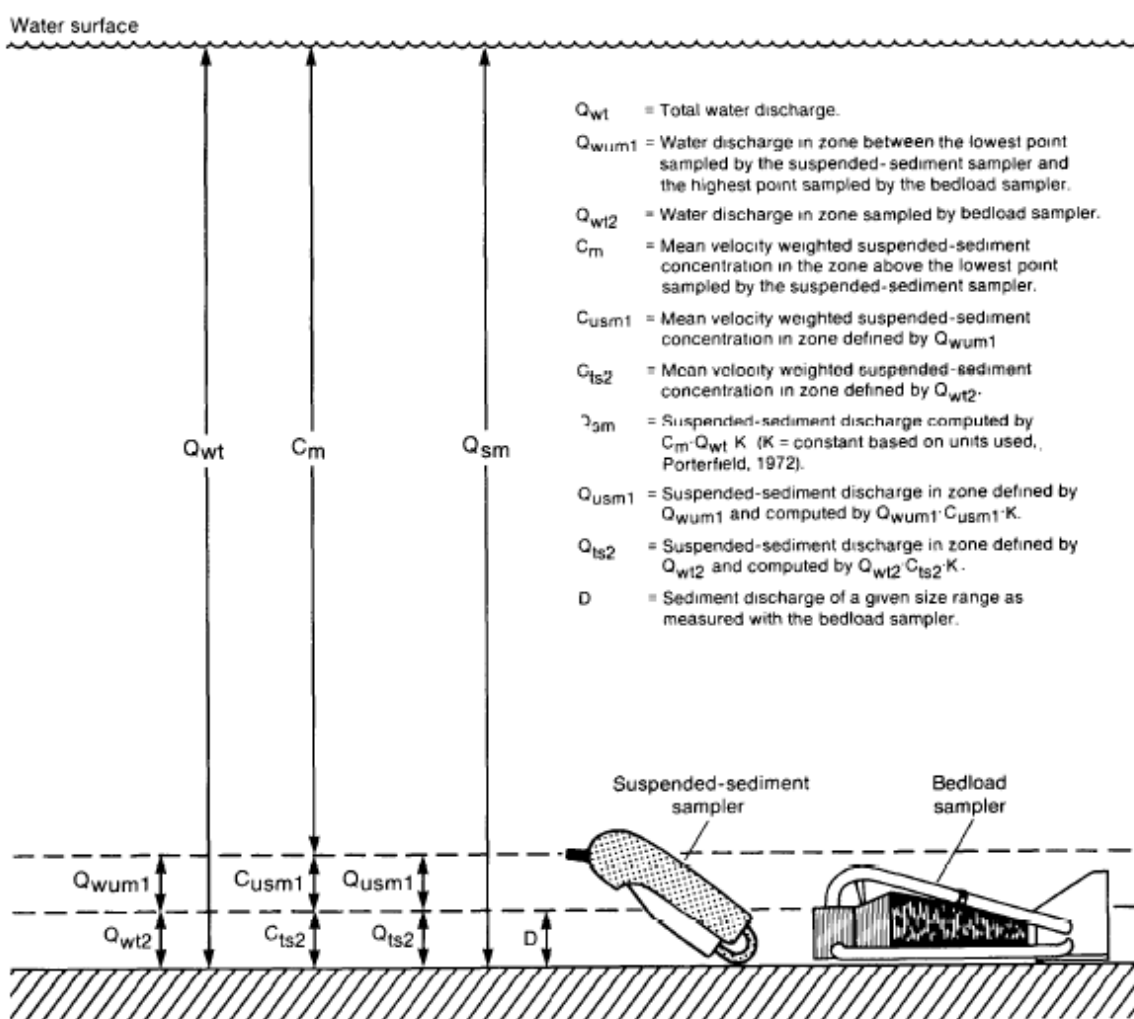 Water surface
Qwt = Total water discharge.
Qwum1 = Water discharge in zone between the lowest point
sampled by the suspended-sediment sampler and
the highest point sampled by the bedload sampler.
Qwt2 = Water discharge in zone sampled by bedload sampler.
Cm = Mean velocity weighted suspended-sediment
concentration in the zone above the lowest point
sampled by the suspended-sediment sampler.
Cusm1 = Mean velocity weighted suspended-sediment
concentration in zone defined by Qwum1
Cts2 = Mean velocity weighted suspended-sediment
concentration in zone defined by Qwt2.
Qsm = Suspended-sediment discharge computed by
Cm·Qwt K (K = constant based on units used,
Porterfield, 1972).
Qusm1 = Suspended-sediment discharge in zone defined by
Qwum1 and computed by Qwum1·Cusm1·K.
Qts2 = Suspended-sediment discharge in zone defined by
Qwt2 and computed by Qwt2·Cts2·K.
D = Sediment discharge of a given size range as
measured with the bedload sampler.
Qwt Cm Qsm
Suspended-sediment
sampler
Bedload
sampler
Qwum1 Cusm1 Qusm1
Qwt2 Cts2 Qts2 D